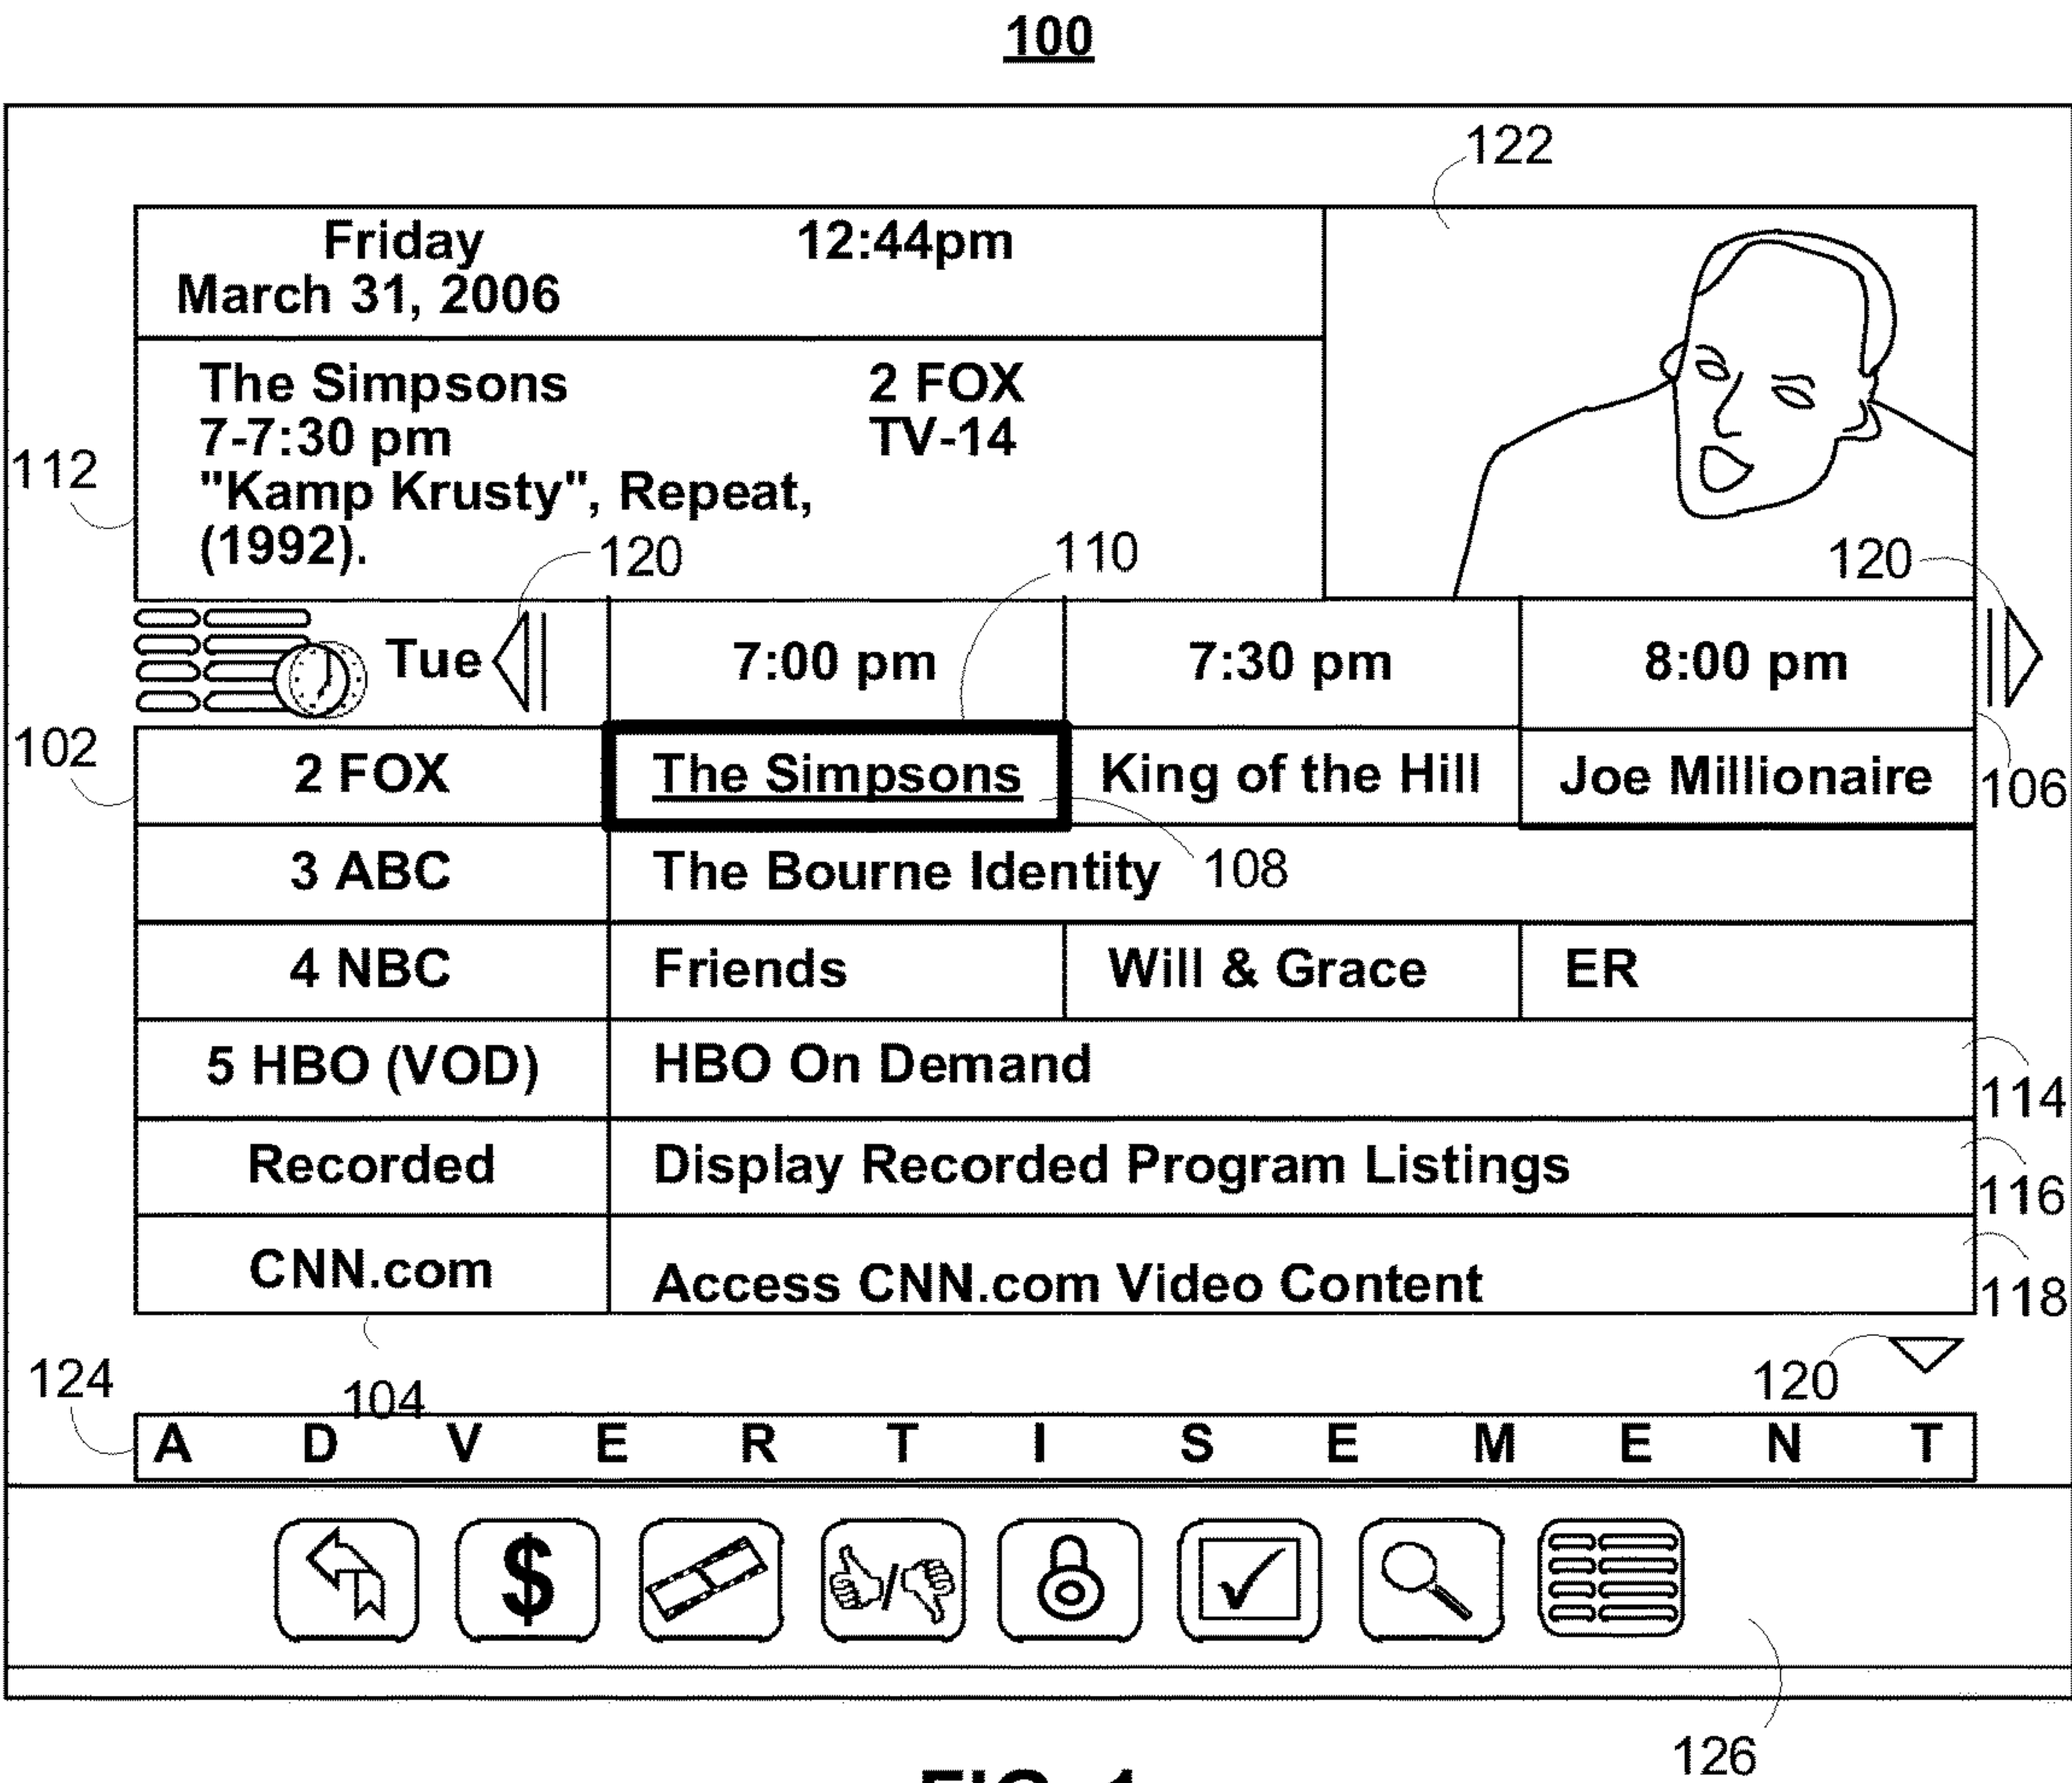 100
122
Friday 12:44pm
March 31, 2006
The Simpsons 2 FOX
7-7:30 pm TV-14
112
"Kamp Krusty", Repeat,
(1992).
120 110 120
Tue 7:00 pm 7:30 pm 8:00 pm
102
2 FOX The Simpsons King of the Hill Joe Millionaire
106
3 ABC The Bourne Identity 108
4 NBC Friends Will & Grace ER
5 HBO (VOD) HBO On Demand
114
Recorded Display Recorded Program Listings
116
CNN.com Access CNN.com Video Content
118
124 104 120
A D V E R T I S E M E N T
$ /
126
FIG. 1